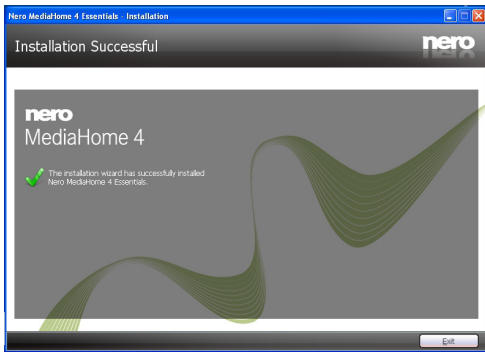 Nero MediaHome 4 Essentials - Installation
Installation Successful
nero
nero
MediaHome 4
The installation wizard has successfully installed
Nero MediaHome 4 Essentials.
Exit